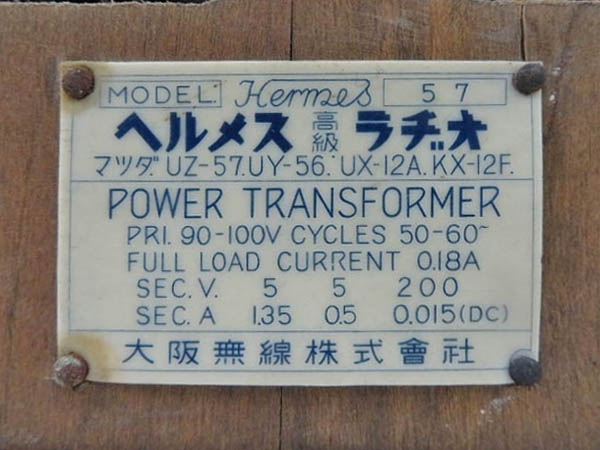 MODEL. Hermes 57
ヘルメス 高級 ラヂオ
マツダ. UZ-57. UY-56. UX-12A. KX-12F.
POWER TRANSFORMER
PRI. 90-100V CYCLES 50-60~
FULL LOAD CURRENT 0.18A
SEC. V. 5 5 200
SEC. A 1.35 0.5 0.015(DC)
大阪無線株式會社